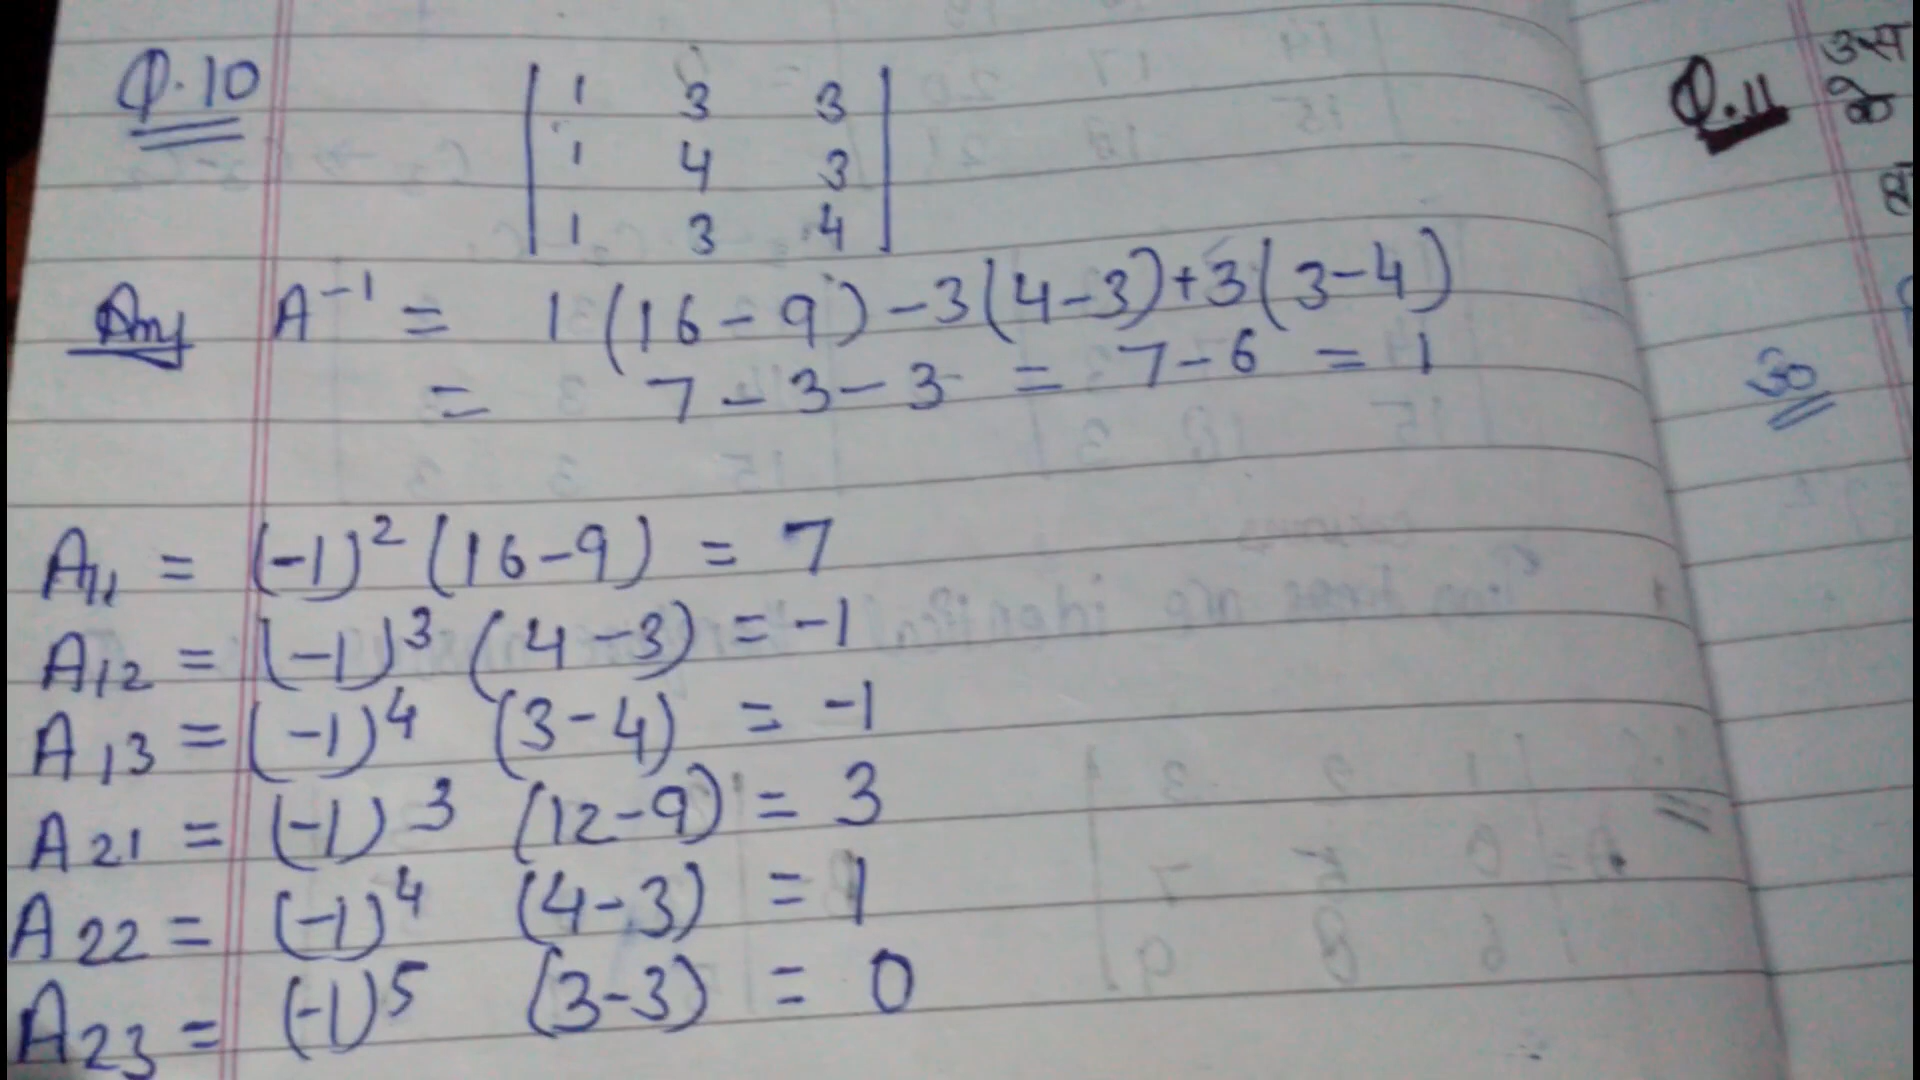 Q.10
1 3 3
1 4 3
1 3 4
Ans A⁻¹ = 1(16-9)-3(4-3)+3(3-4)
= 7-3-3 = 7-6 = 1
A₁₁ = (-1)² (16-9) = 7
A₁₂ = (-1)³ (4-3) = -1
A₁₃ = (-1)⁴ (3-4) = -1
A₂₁ = (-1)³ (12-9) = 3
A₂₂ = (-1)⁴ (4-3) = 1
A₂₃ = (-1)⁵ (3-3) = 0
Q.11 उस
के
उ०